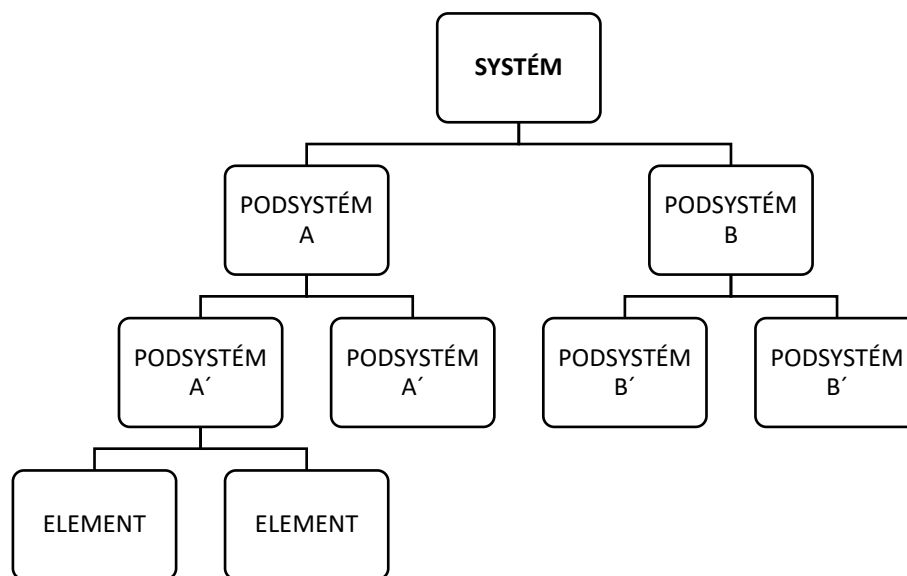 SYSTÉM
PODSYSTÉM
A
PODSYSTÉM
B
PODSYSTÉM
A´
PODSYSTÉM
A´
PODSYSTÉM
B´
PODSYSTÉM
B´
ELEMENT
ELEMENT